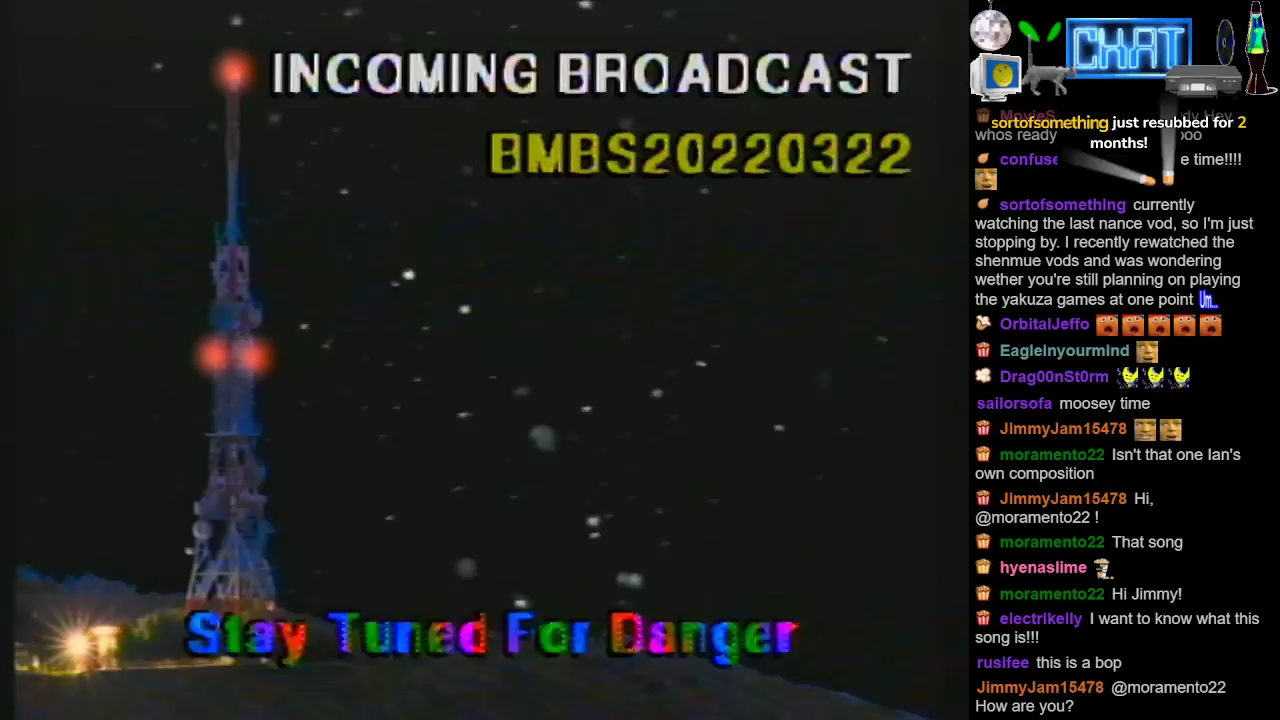 INCOMING BROADCAST
BMBS20220322
Stay Tuned For Danger
CHAT
sortofsomething just resubbed for 2
months!
whos ready
confuse
e time!!!!
sortofsomething currently
watching the last nance vod, so I'm just
stopping by. I recently rewatched the
shenmue vods and was wondering
wether you're still planning on playing
the yakuza games at one point Um...
OrbitalJeffo
EagleInyourmInd
Drag00nSt0rm
sailorsofa moosey time
JImmyJam15478
moramento22 Isn't that one Ian's
own composition
JImmyJam15478 Hi,
@moramento22 !
moramento22 That song
hyenaslime
moramento22 Hi Jimmy!
electrikelly I want to know what this
song is!!!
rusifee this is a bop
JimmyJam15478 @moramento22
How are you?